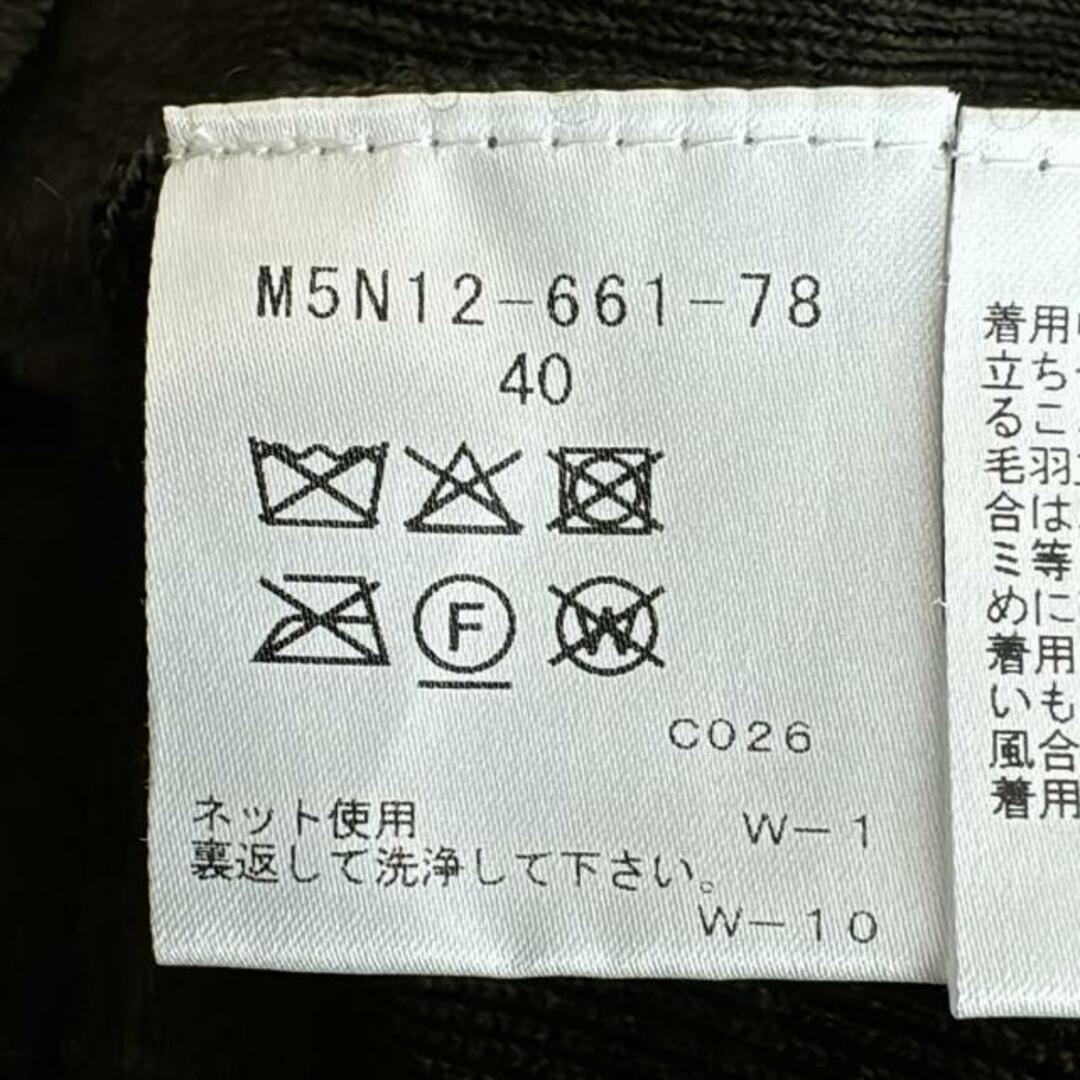 M5N12-661-78
40
F
W
C026
ネット使用
W-1
裏返して洗浄して下さい。
W-10
着用
立ち
るこ
毛羽
合は
ミ等
めに
着用
いも
風合
着用